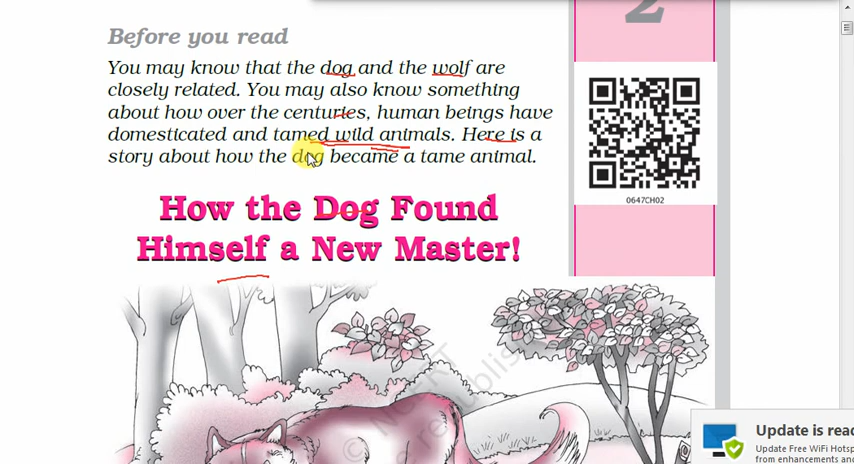 2
Before you read
You may know that the dog and the wolf are
closely related. You may also know something
about how over the centuries, human beings have
domesticated and tamed wild animals. Here is a
story about how the dog became a tame animal.
0647CH02
How the Dog Found
Himself a New Master!
© NCERT
Update is read
Update Free WiFi Hotsp
from enhancements and